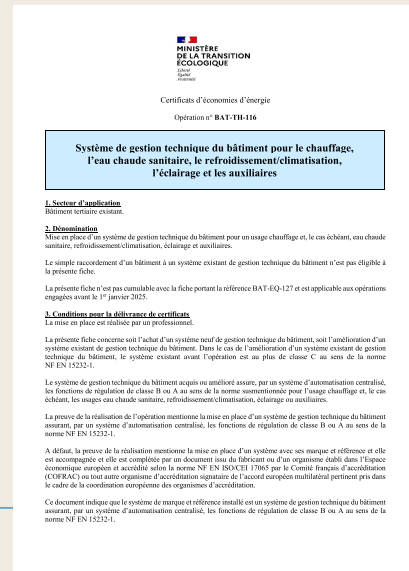 MINISTÈRE
DE LA TRANSITION
ÉCOLOGIQUE
Liberté
Égalité
Fraternité
Certificats d'économies d'énergie
Opération n° BAT-TH-116
Système de gestion technique du bâtiment pour le chauffage,
l'eau chaude sanitaire, le refroidissement/climatisation,
l'éclairage et les auxiliaires
1. Secteur d'application
Bâtiment tertiaire existant.
2. Dénomination
Mise en place d'un système de gestion technique du bâtiment pour un usage chauffage et, le cas échéant, eau chaude
sanitaire, refroidissement/climatisation, éclairage et auxiliaires.
Le simple raccordement d'un bâtiment à un système existant de gestion technique du bâtiment n'est pas éligible à
la présente fiche.
La présente fiche n'est pas cumulable avec la fiche portant la référence BAT-EQ-127 et est applicable aux opérations
engagées avant le 1er janvier 2025.
3. Conditions pour la délivrance de certificats
La mise en place est réalisée par un professionnel.
La présente fiche concerne soit l'achat d'un système neuf de gestion technique du bâtiment, soit l'amélioration d'un
système existant de gestion technique du bâtiment. Dans le cas de l'amélioration d'un système existant de gestion
technique du bâtiment, le système existant avant l'opération est au plus de classe C au sens de la norme
NF EN 15232-1.
Le système de gestion technique du bâtiment acquis ou amélioré assure, par un système d'automatisation centralisé,
les fonctions de régulation de classe B ou A au sens de la norme susmentionnée pour l'usage chauffage et, le cas
échéant, les usages eau chaude sanitaire, refroidissement/climatisation, éclairage ou auxiliaires.
La preuve de la réalisation de l'opération mentionne la mise en place d'un système de gestion technique du bâtiment
assurant, par un système d'automatisation centralisé, les fonctions de régulation de classe B ou A au sens de la
norme NF EN 15232-1.
A défaut, la preuve de la réalisation mentionne la mise en place d'un système avec ses marque et référence et elle
est accompagnée et elle est complétée par un document issu du fabricant ou d'un organisme établi dans l'Espace
économique européen et accrédité selon la norme NF EN ISO/CEI 17065 par le Comité français d'accréditation
(COFRAC) ou tout autre organisme d'accréditation signataire de l'accord européen multilatéral pertinent pris dans
le cadre de la coordination européenne des organismes d'accréditation.
Ce document indique que le système de marque et référence installé est un système de gestion technique du bâtiment
assurant, par un système d'automatisation centralisé, les fonctions de régulation de classe B ou A au sens de la
norme NF EN 15232-1.